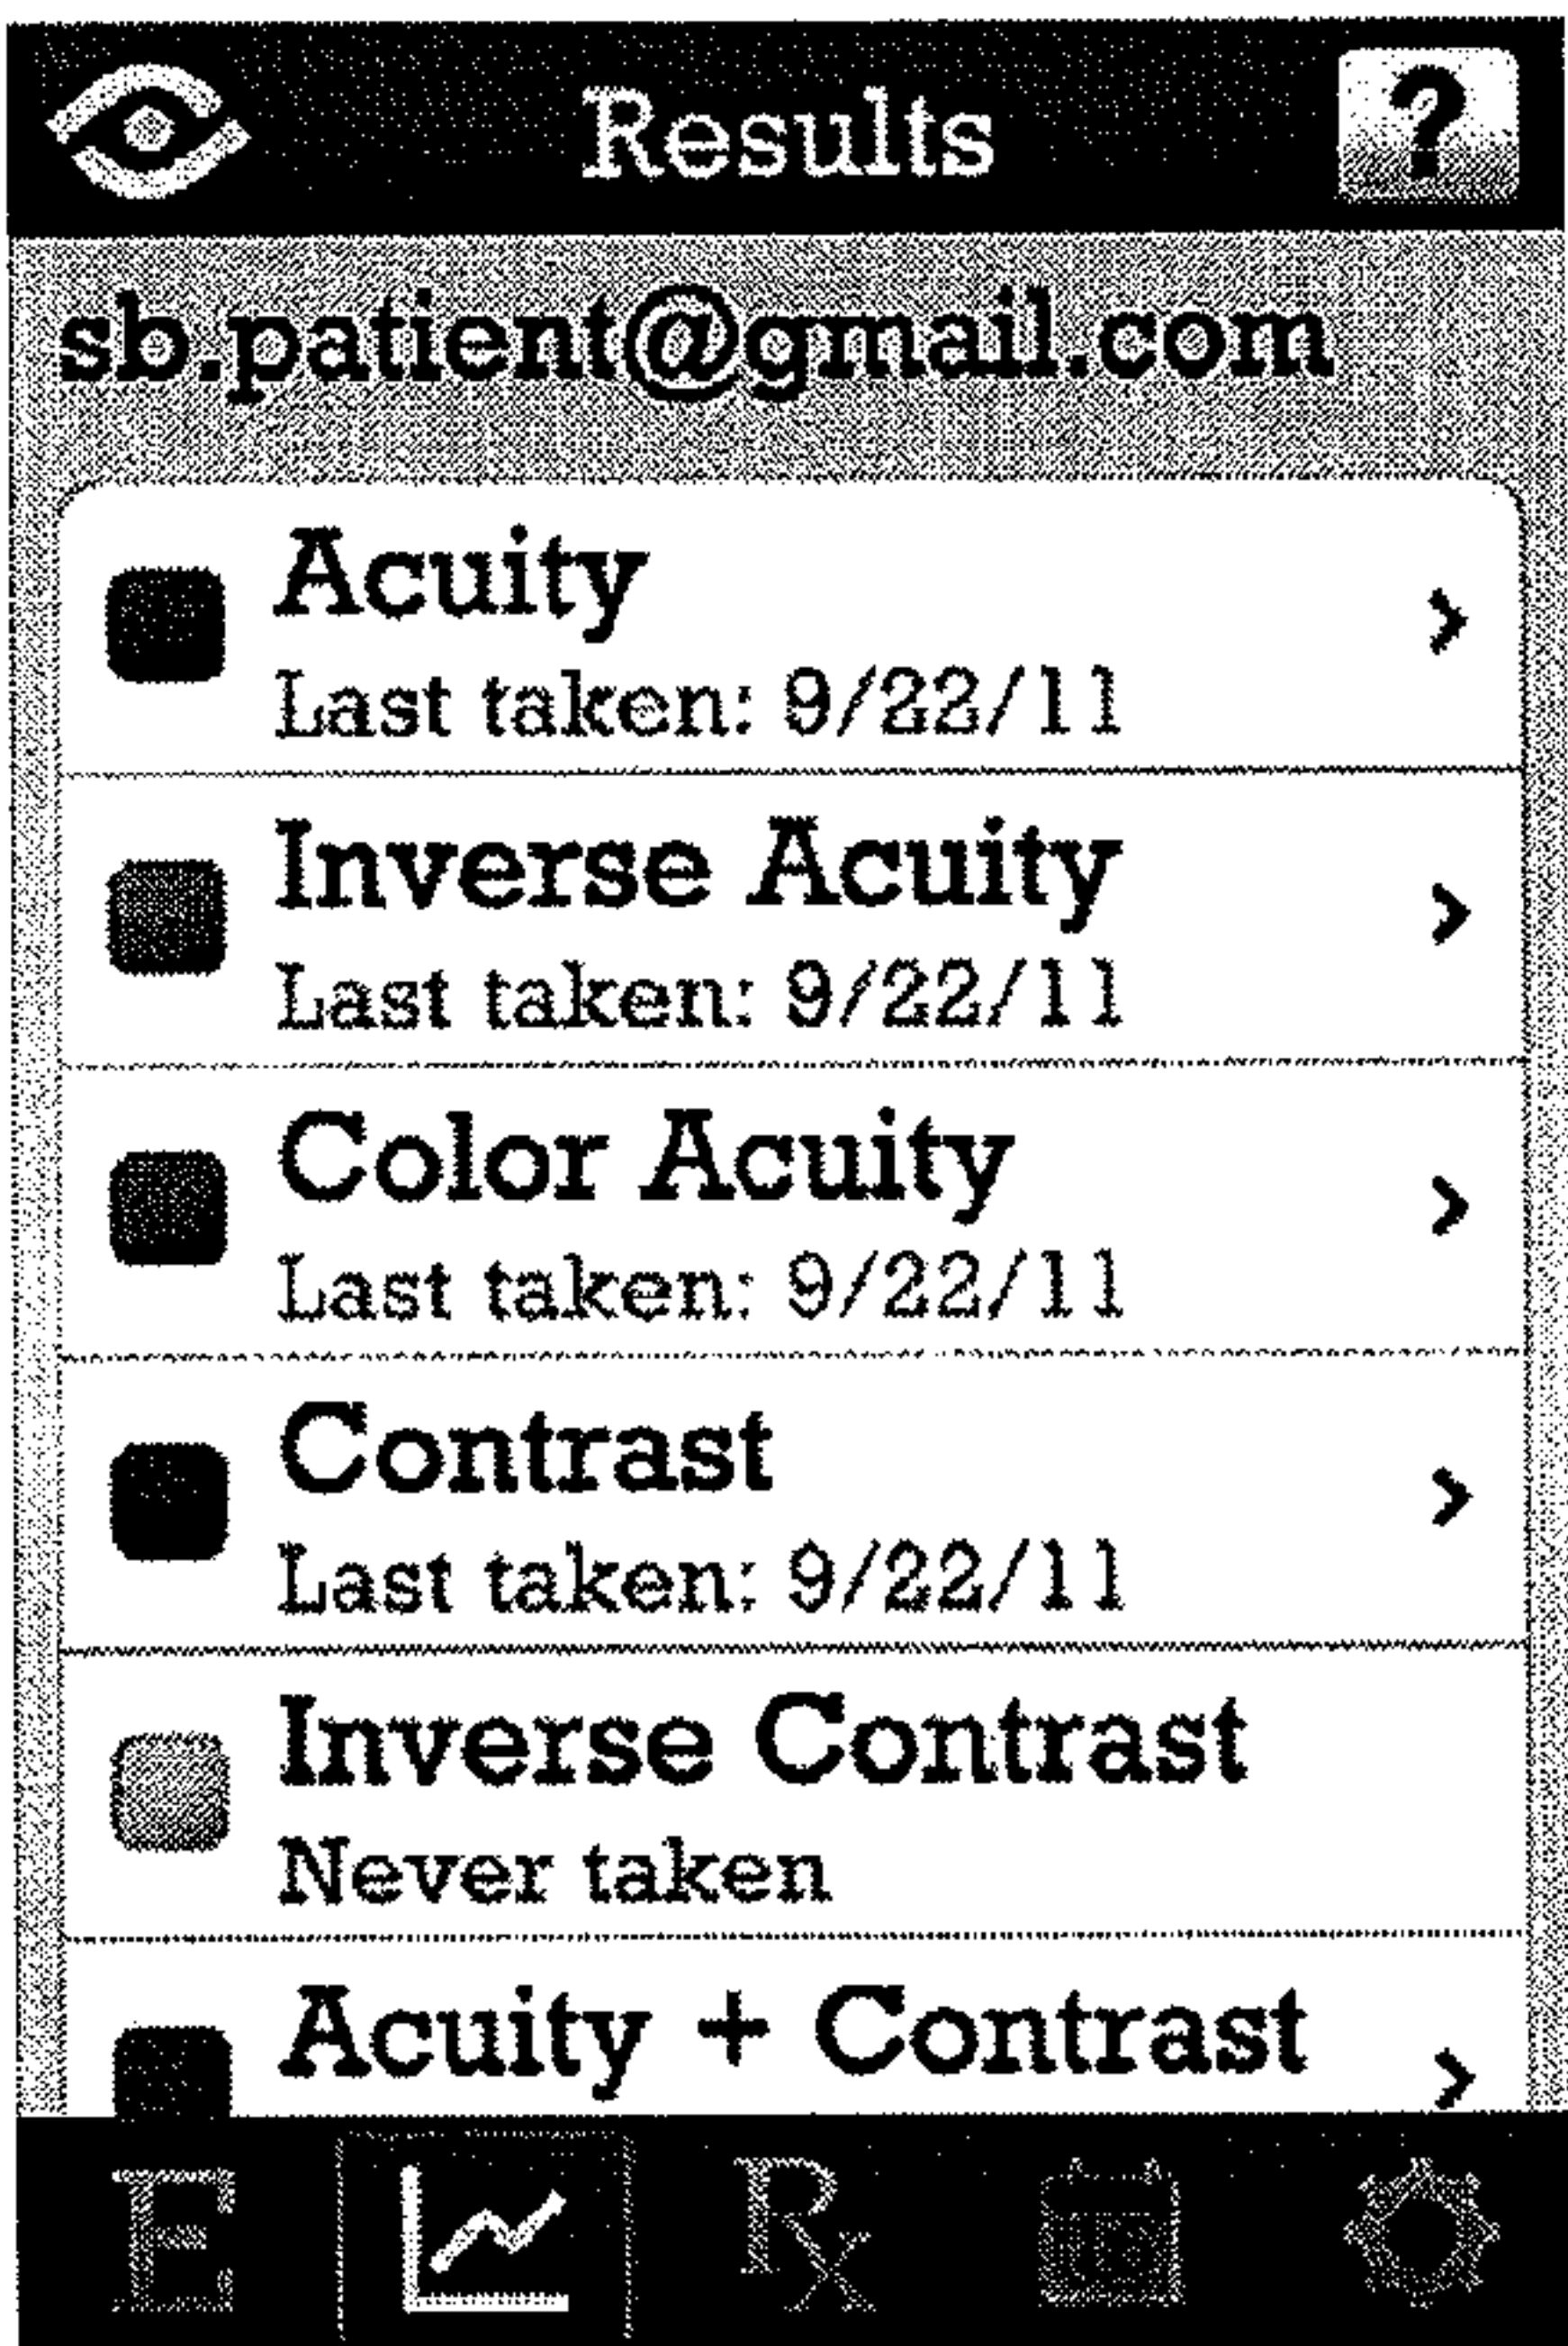 Results
?
sb.patient@gmail.com
Acuity
Last taken: 9/22/11
Inverse Acuity
Last taken: 9/22/11
Color Acuity
Last taken: 9/22/11
Contrast
Last taken: 9/22/11
Inverse Contrast
Never taken
Acuity + Contrast
E
Rx